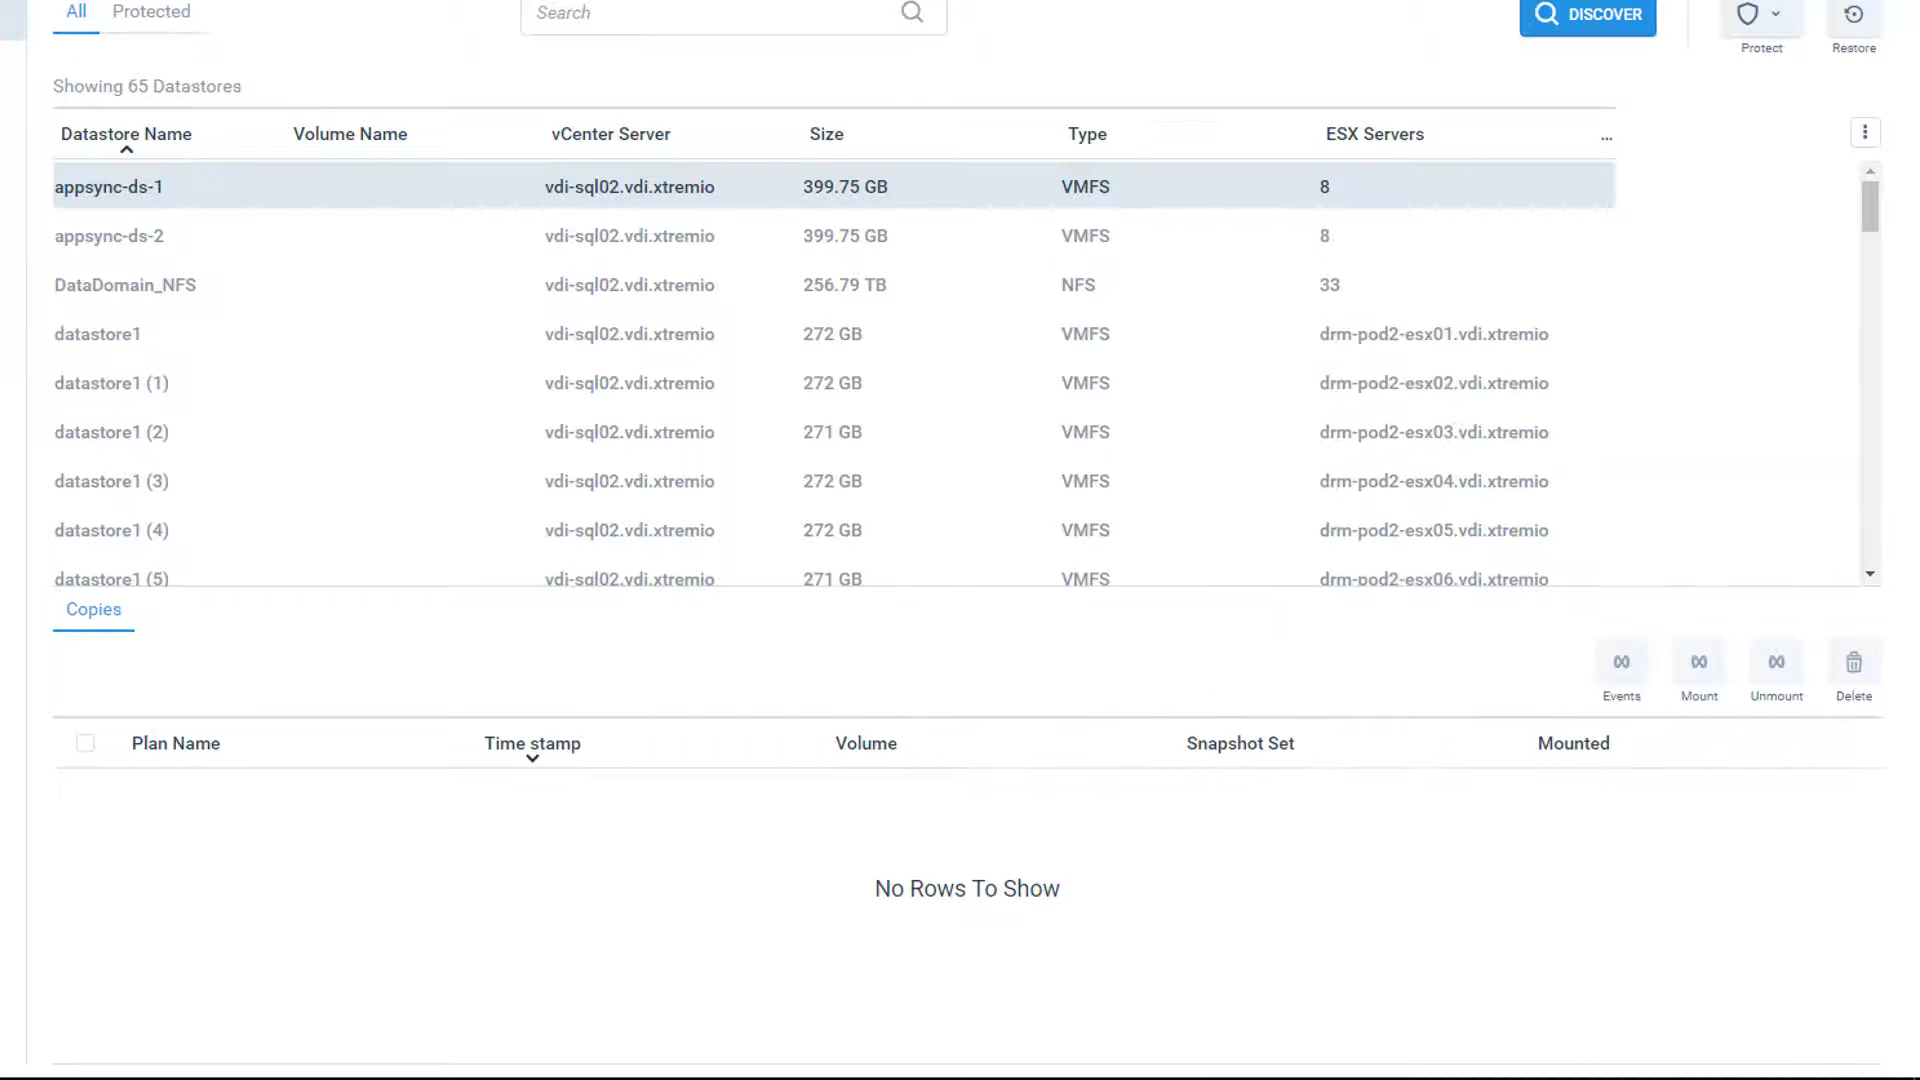 All Protected Search DISCOVER
Protect Restore
Showing 65 Datastores
Datastore Name Volume Name vCenter Server Size Type ESX Servers ...
appsync-ds-1 vdi-sql02.vdi.xtremio 399.75 GB VMFS 8
appsync-ds-2 vdi-sql02.vdi.xtremio 399.75 GB VMFS 8
DataDomain_NFS vdi-sql02.vdi.xtremio 256.79 TB NFS 33
datastore1 vdi-sql02.vdi.xtremio 272 GB VMFS drm-pod2-esx01.vdi.xtremio
datastore1 (1) vdi-sql02.vdi.xtremio 272 GB VMFS drm-pod2-esx02.vdi.xtremio
datastore1 (2) vdi-sql02.vdi.xtremio 271 GB VMFS drm-pod2-esx03.vdi.xtremio
datastore1 (3) vdi-sql02.vdi.xtremio 272 GB VMFS drm-pod2-esx04.vdi.xtremio
datastore1 (4) vdi-sql02.vdi.xtremio 272 GB VMFS drm-pod2-esx05.vdi.xtremio
datastore1 (5) vdi-sql02.vdi.xtremio 271 GB VMFS drm-pod2-esx06.vdi.xtremio
Copies
Events Mount Unmount Delete
Plan Name Time stamp Volume Snapshot Set Mounted
No Rows To Show